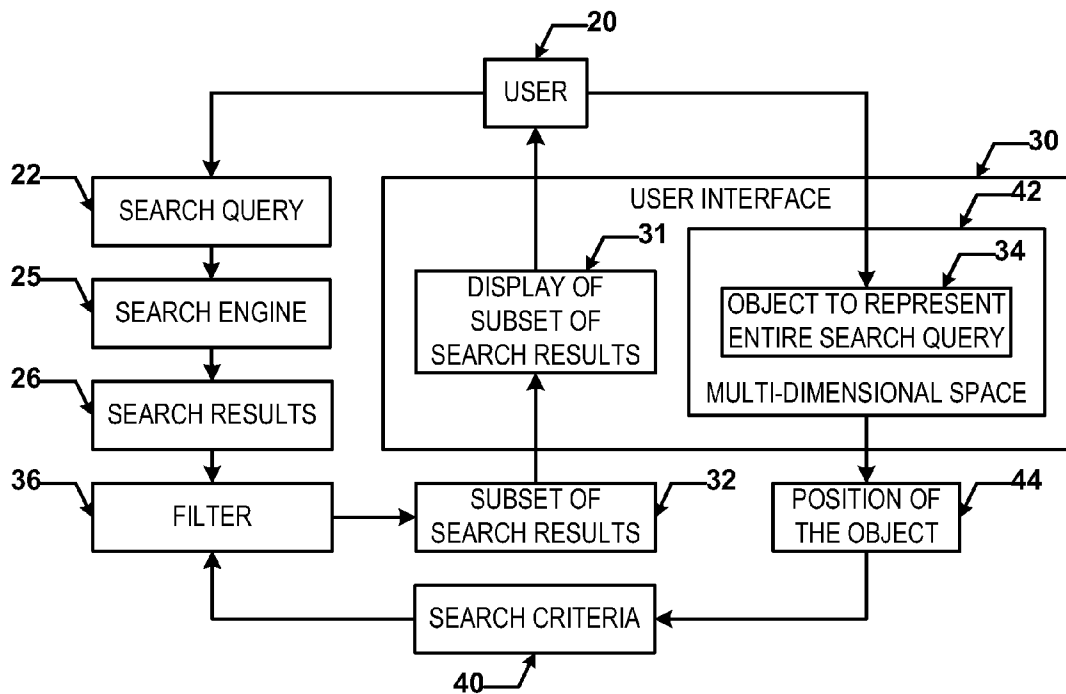 20
USER
30
22
SEARCH QUERY
USER INTERFACE
42
31
34
25
SEARCH ENGINE
DISPLAY OF
SUBSET OF
SEARCH RESULTS
OBJECT TO REPRESENT
ENTIRE SEARCH QUERY
26
SEARCH RESULTS
MULTI-DIMENSIONAL SPACE
36
FILTER
SUBSET OF
SEARCH RESULTS
32
POSITION OF
THE OBJECT
44
SEARCH CRITERIA
40